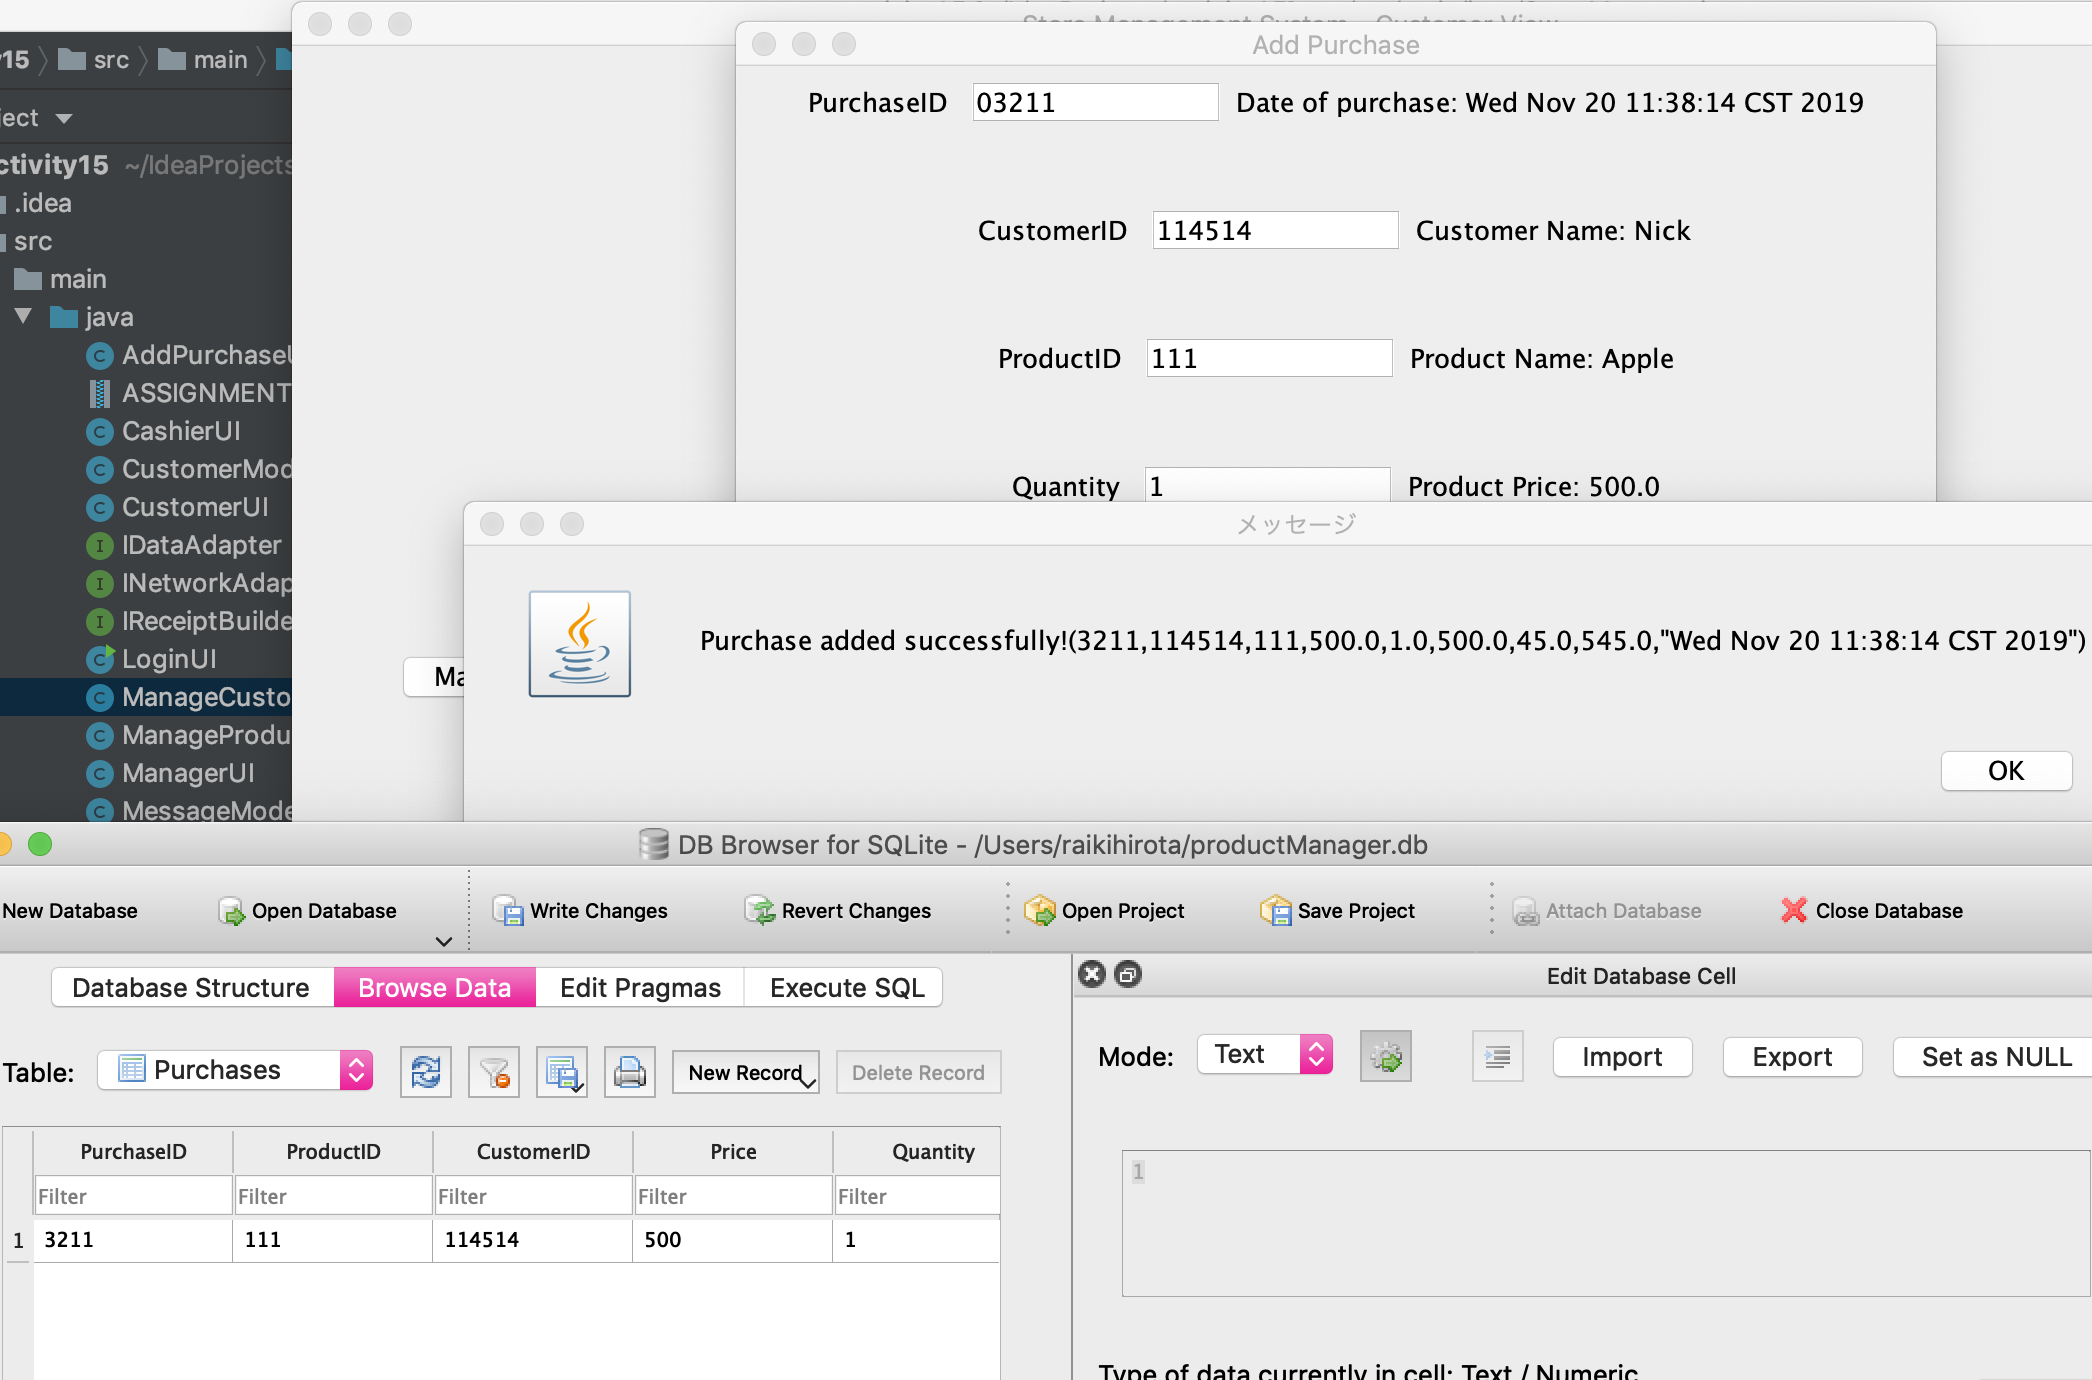 Store Management System - Customer View
Add Purchase
15 src main
ject
ctivity15 ~/IdeaProjects
.idea
src
main
java
AddPurchaseU
ASSIGNMENT
CashierUI
CustomerMod
CustomerUI
IDataAdapter
INetworkAdap
IReceiptBuilde
LoginUI
ManageCusto
ManageProdu
ManagerUI
MessageMode
PurchaseID 03211 Date of purchase: Wed Nov 20 11:38:14 CST 2019
CustomerID 114514 Customer Name: Nick
ProductID 111 Product Name: Apple
Quantity 1 Product Price: 500.0
Ma
メッセージ
Purchase added successfully!(3211,114514,111,500.0,1.0,500.0,45.0,545.0,"Wed Nov 20 11:38:14 CST 2019")
OK
DB Browser for SQLite - /Users/raikihirota/productManager.db
New Database Open Database Write Changes Revert Changes Open Project Save Project Attach Database Close Database
Database Structure Browse Data Edit Pragmas Execute SQL
Table: Purchases New Record Delete Record
PurchaseID ProductID CustomerID Price Quantity
Filter Filter Filter Filter Filter
1 3211 111 114514 500 1
Edit Database Cell
Mode: Text Import Export Set as NULL
1
Type of data currently in cell: Text / Numeric